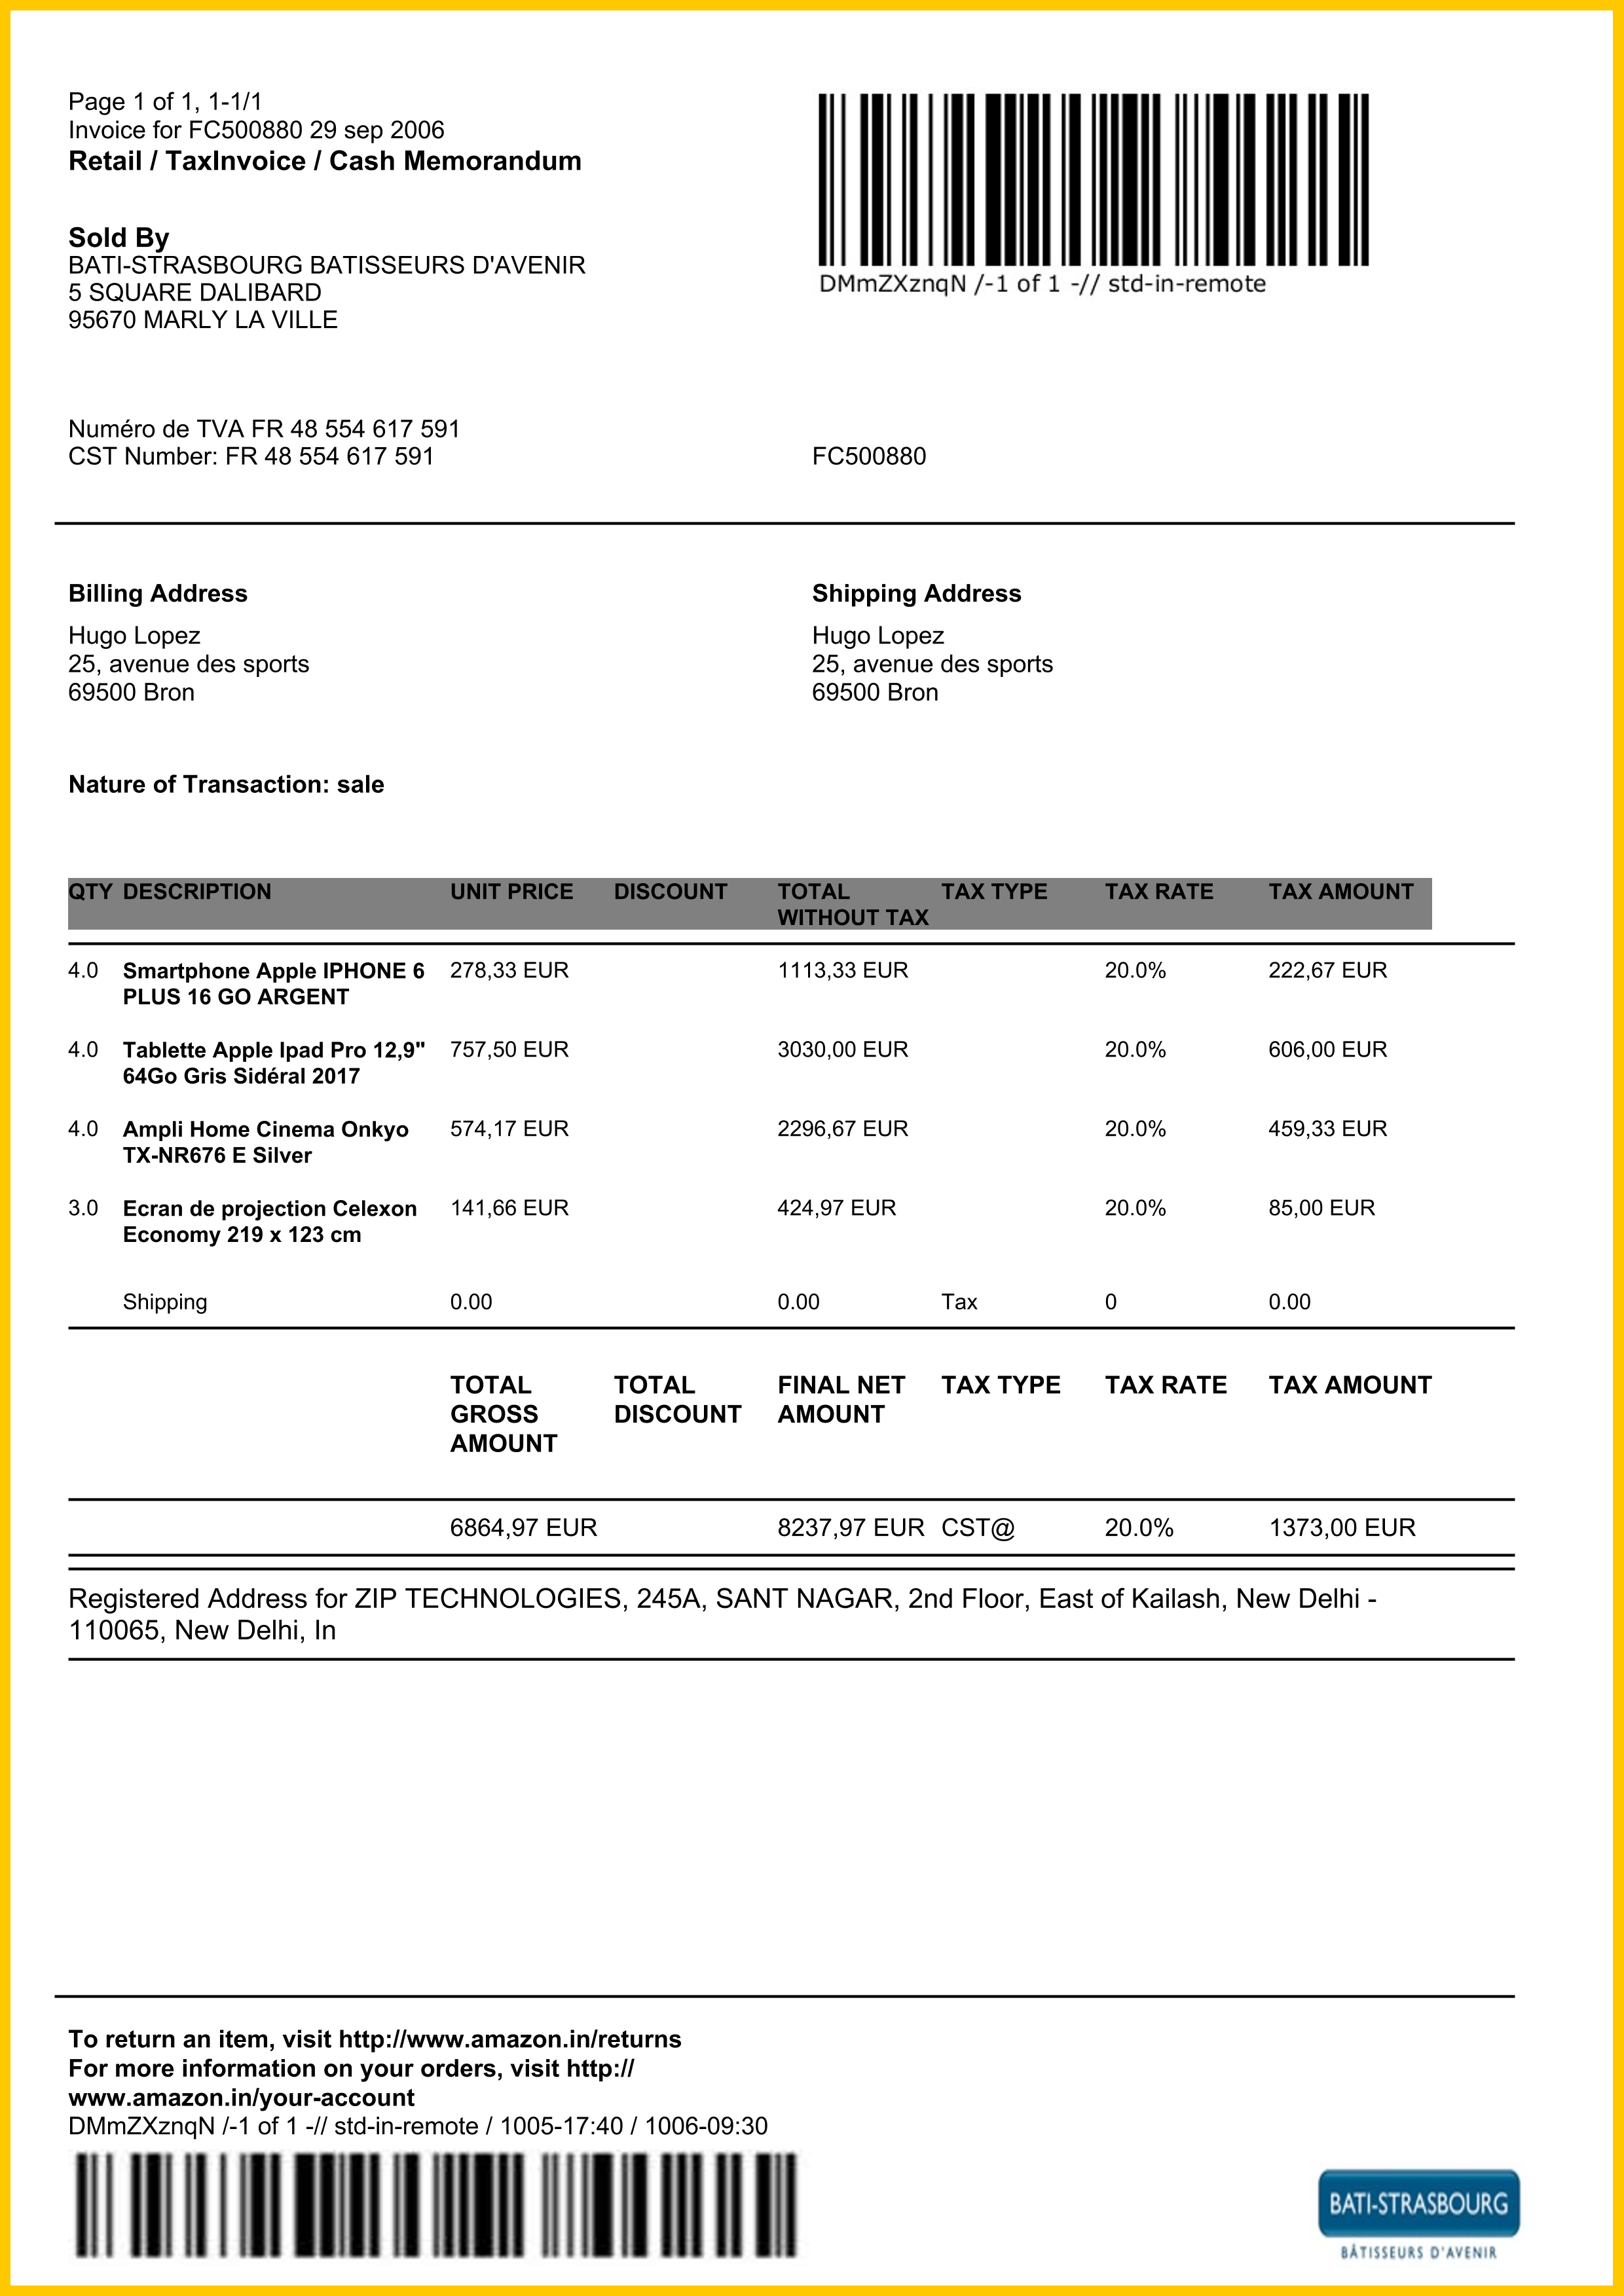 Page 1 of 1, 1-1/1
Invoice for FC500880 29 sep 2006
Retail / TaxInvoice / Cash Memorandum
DMmZXznqN /-1 of 1 -// std-in-remote
Sold By
BATI-STRASBOURG BATISSEURS D'AVENIR
5 SQUARE DALIBARD
95670 MARLY LA VILLE
Numéro de TVA FR 48 554 617 591
CST Number: FR 48 554 617 591
FC500880
Billing Address
Hugo Lopez
25, avenue des sports
69500 Bron
Shipping Address
Hugo Lopez
25, avenue des sports
69500 Bron
Nature of Transaction: sale
QTY DESCRIPTION UNIT PRICE DISCOUNT TOTAL TAX TYPE TAX RATE TAX AMOUNT
WITHOUT TAX
4.0 Smartphone Apple IPHONE 6 278,33 EUR 1113,33 EUR 20.0% 222,67 EUR
PLUS 16 GO ARGENT
4.0 Tablette Apple Ipad Pro 12,9" 757,50 EUR 3030,00 EUR 20.0% 606,00 EUR
64Go Gris Sidéral 2017
4.0 Ampli Home Cinema Onkyo 574,17 EUR 2296,67 EUR 20.0% 459,33 EUR
TX-NR676 E Silver
3.0 Ecran de projection Celexon 141,66 EUR 424,97 EUR 20.0% 85,00 EUR
Economy 219 x 123 cm
Shipping 0.00 0.00 Tax 0 0.00
TOTAL TOTAL FINAL NET TAX TYPE TAX RATE TAX AMOUNT
GROSS DISCOUNT AMOUNT
AMOUNT
6864,97 EUR 8237,97 EUR CST@ 20.0% 1373,00 EUR
Registered Address for ZIP TECHNOLOGIES, 245A, SANT NAGAR, 2nd Floor, East of Kailash, New Delhi -
110065, New Delhi, In
To return an item, visit http://www.amazon.in/returns
For more information on your orders, visit http://
www.amazon.in/your-account
DMmZXznqN /-1 of 1 -// std-in-remote / 1005-17:40 / 1006-09:30
BATI-STRASBOURG
BÂTISSEURS D'AVENIR